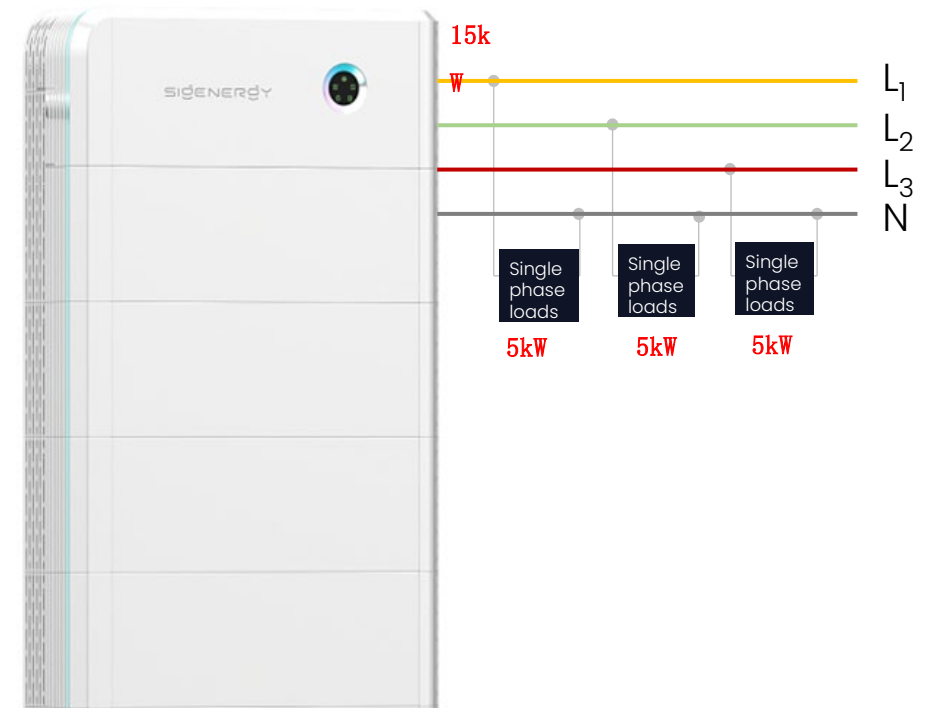 15k
W
SIGENERGY
L1
L2
L3
N
Single
phase
loads
Single
phase
loads
Single
phase
loads
5kW
5kW
5kW